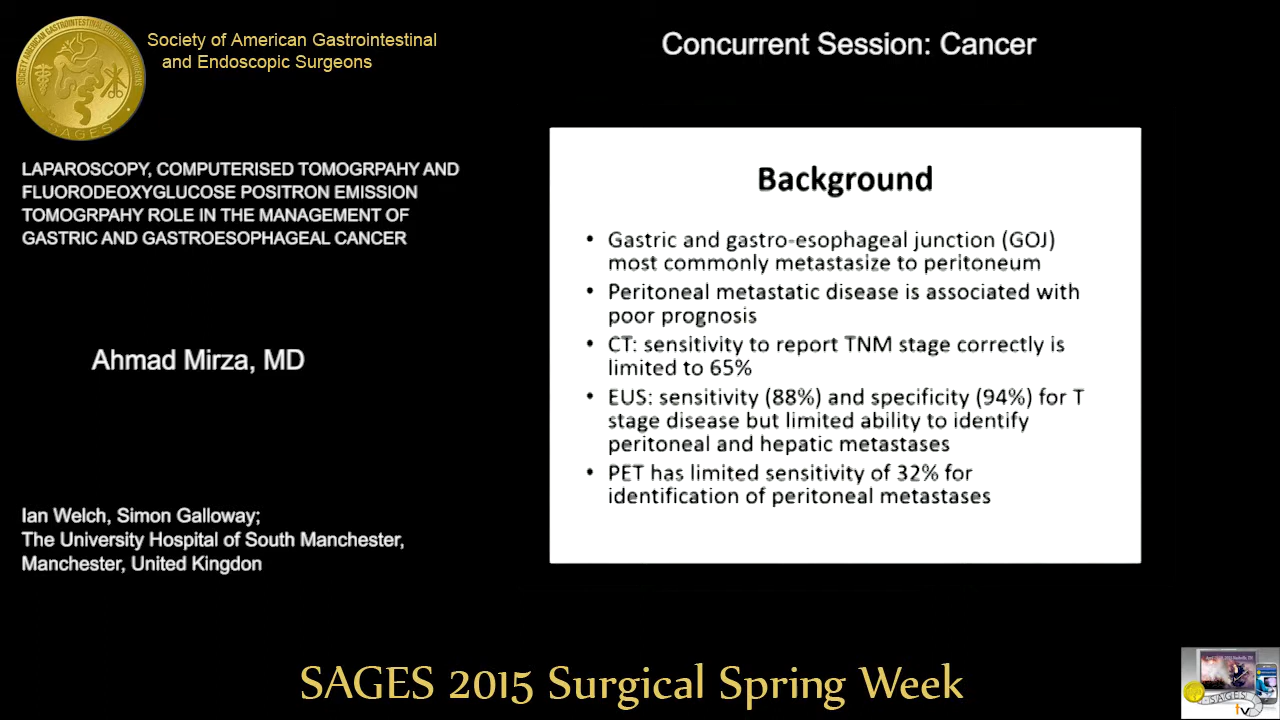 Society of American Gastrointestinal
and Endoscopic Surgeons
Concurrent Session: Cancer
LAPAROSCOPY, COMPUTERISED TOMOGRPAHY AND
FLUORODEOXYGLUCOSE POSITRON EMISSION
TOMOGRPAHY ROLE IN THE MANAGEMENT OF
GASTRIC AND GASTROESOPHAGEAL CANCER
Ahmad Mirza, MD
Ian Welch, Simon Galloway;
The University Hospital of South Manchester,
Manchester, United Kingdon
Background
• Gastric and gastro-esophageal junction (GOJ)
most commonly metastasize to peritoneum
• Peritoneal metastatic disease is associated with
poor prognosis
• CT: sensitivity to report TNM stage correctly is
limited to 65%
• EUS: sensitivity (88%) and specificity (94%) for T
stage disease but limited ability to identify
peritoneal and hepatic metastases
• PET has limited sensitivity of 32% for
identification of peritoneal metastases
SAGES 2015 Surgical Spring Week
SAGES
SAGES
tv